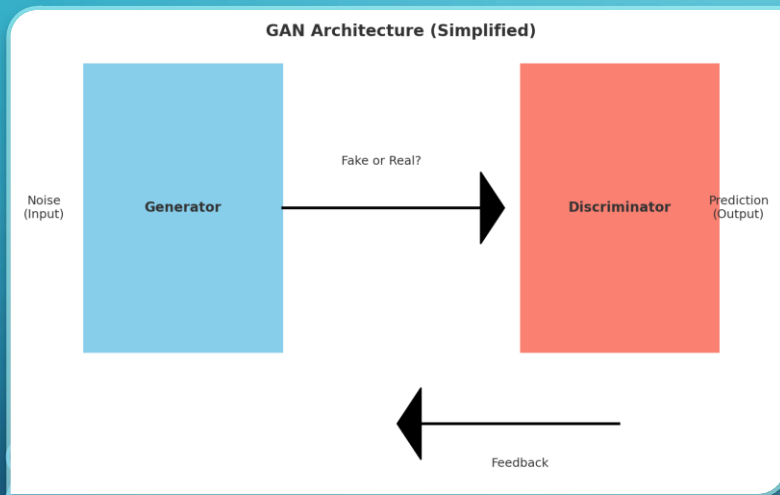 GAN Architecture (Simplified)
Fake or Real?
Noise
(Input)
Generator
Discriminator
Prediction
(Output)
Feedback